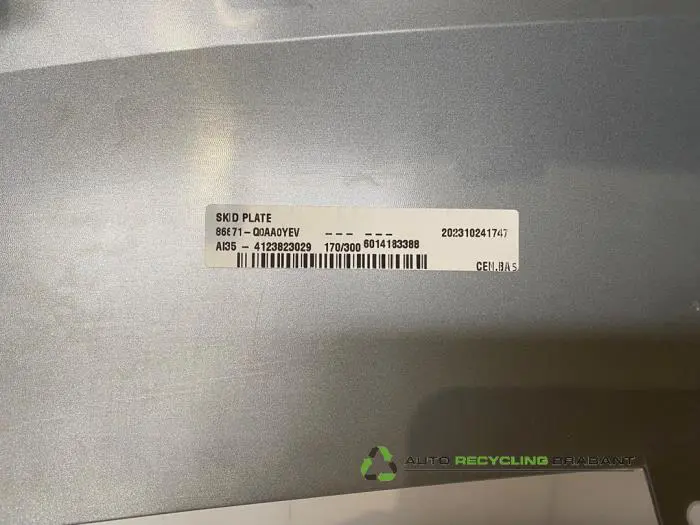 SKID PLATE
86671-Q0AA0YEV --- --- 202310241747
AI35 - 4123823029 170/300 6014183388
CEN.BAS
AUTO RECYCLING BRABANT